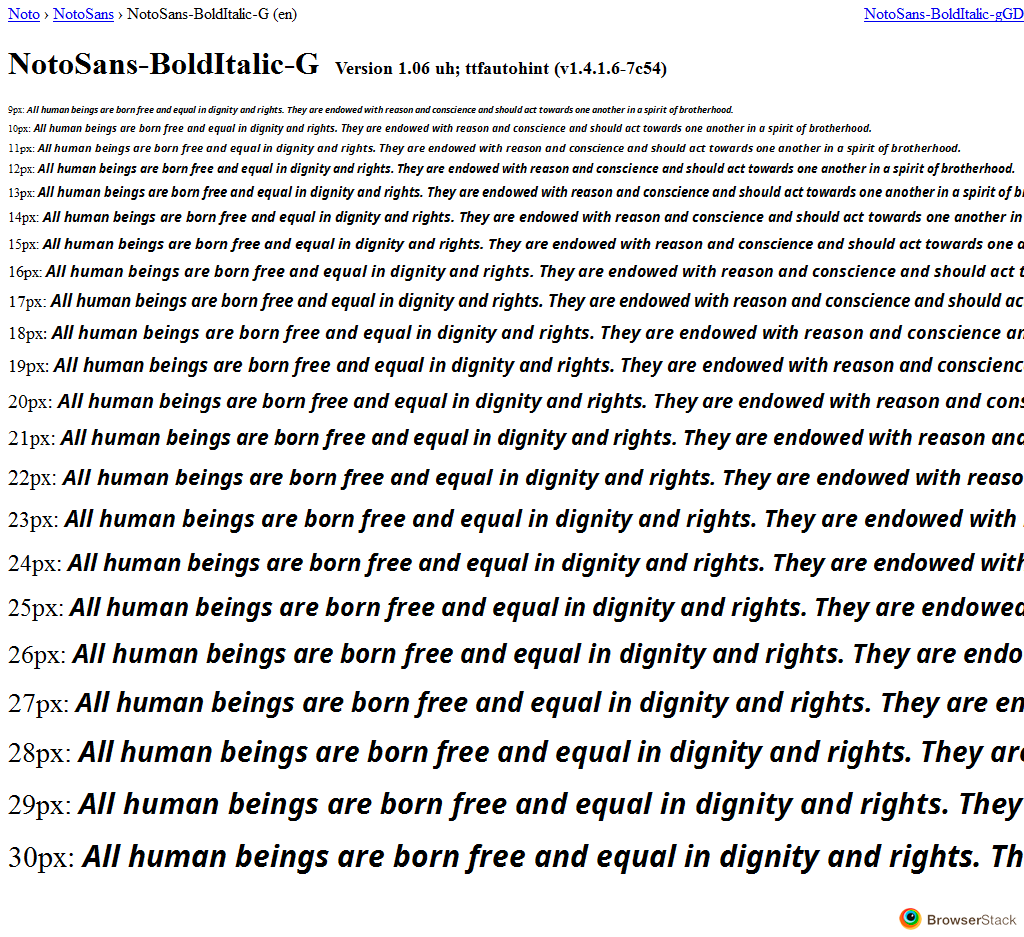 Noto › NotoSans › NotoSans-BoldItalic-G (en) NotoSans-BoldItalic-gGD
NotoSans-BoldItalic-G Version 1.06 uh; ttfautohint (v1.4.1.6-7c54)
9px: All human beings are born free and equal in dignity and rights. They are endowed with reason and conscience and should act towards one another in a spirit of brotherhood.
10px: All human beings are born free and equal in dignity and rights. They are endowed with reason and conscience and should act towards one another in a spirit of brotherhood.
11px: All human beings are born free and equal in dignity and rights. They are endowed with reason and conscience and should act towards one another in a spirit of brotherhood.
12px: All human beings are born free and equal in dignity and rights. They are endowed with reason and conscience and should act towards one another in a spirit of brotherhood.
13px: All human beings are born free and equal in dignity and rights. They are endowed with reason and conscience and should act towards one another in a spirit of b
14px: All human beings are born free and equal in dignity and rights. They are endowed with reason and conscience and should act towards one another in
15px: All human beings are born free and equal in dignity and rights. They are endowed with reason and conscience and should act towards one a
16px: All human beings are born free and equal in dignity and rights. They are endowed with reason and conscience and should act t
17px: All human beings are born free and equal in dignity and rights. They are endowed with reason and conscience and should ac
18px: All human beings are born free and equal in dignity and rights. They are endowed with reason and conscience an
19px: All human beings are born free and equal in dignity and rights. They are endowed with reason and conscienc
20px: All human beings are born free and equal in dignity and rights. They are endowed with reason and cons
21px: All human beings are born free and equal in dignity and rights. They are endowed with reason and
22px: All human beings are born free and equal in dignity and rights. They are endowed with reaso
23px: All human beings are born free and equal in dignity and rights. They are endowed with
24px: All human beings are born free and equal in dignity and rights. They are endowed with
25px: All human beings are born free and equal in dignity and rights. They are endowed
26px: All human beings are born free and equal in dignity and rights. They are endo
27px: All human beings are born free and equal in dignity and rights. They are en
28px: All human beings are born free and equal in dignity and rights. They are
29px: All human beings are born free and equal in dignity and rights. They
30px: All human beings are born free and equal in dignity and rights. Th
BrowserStack